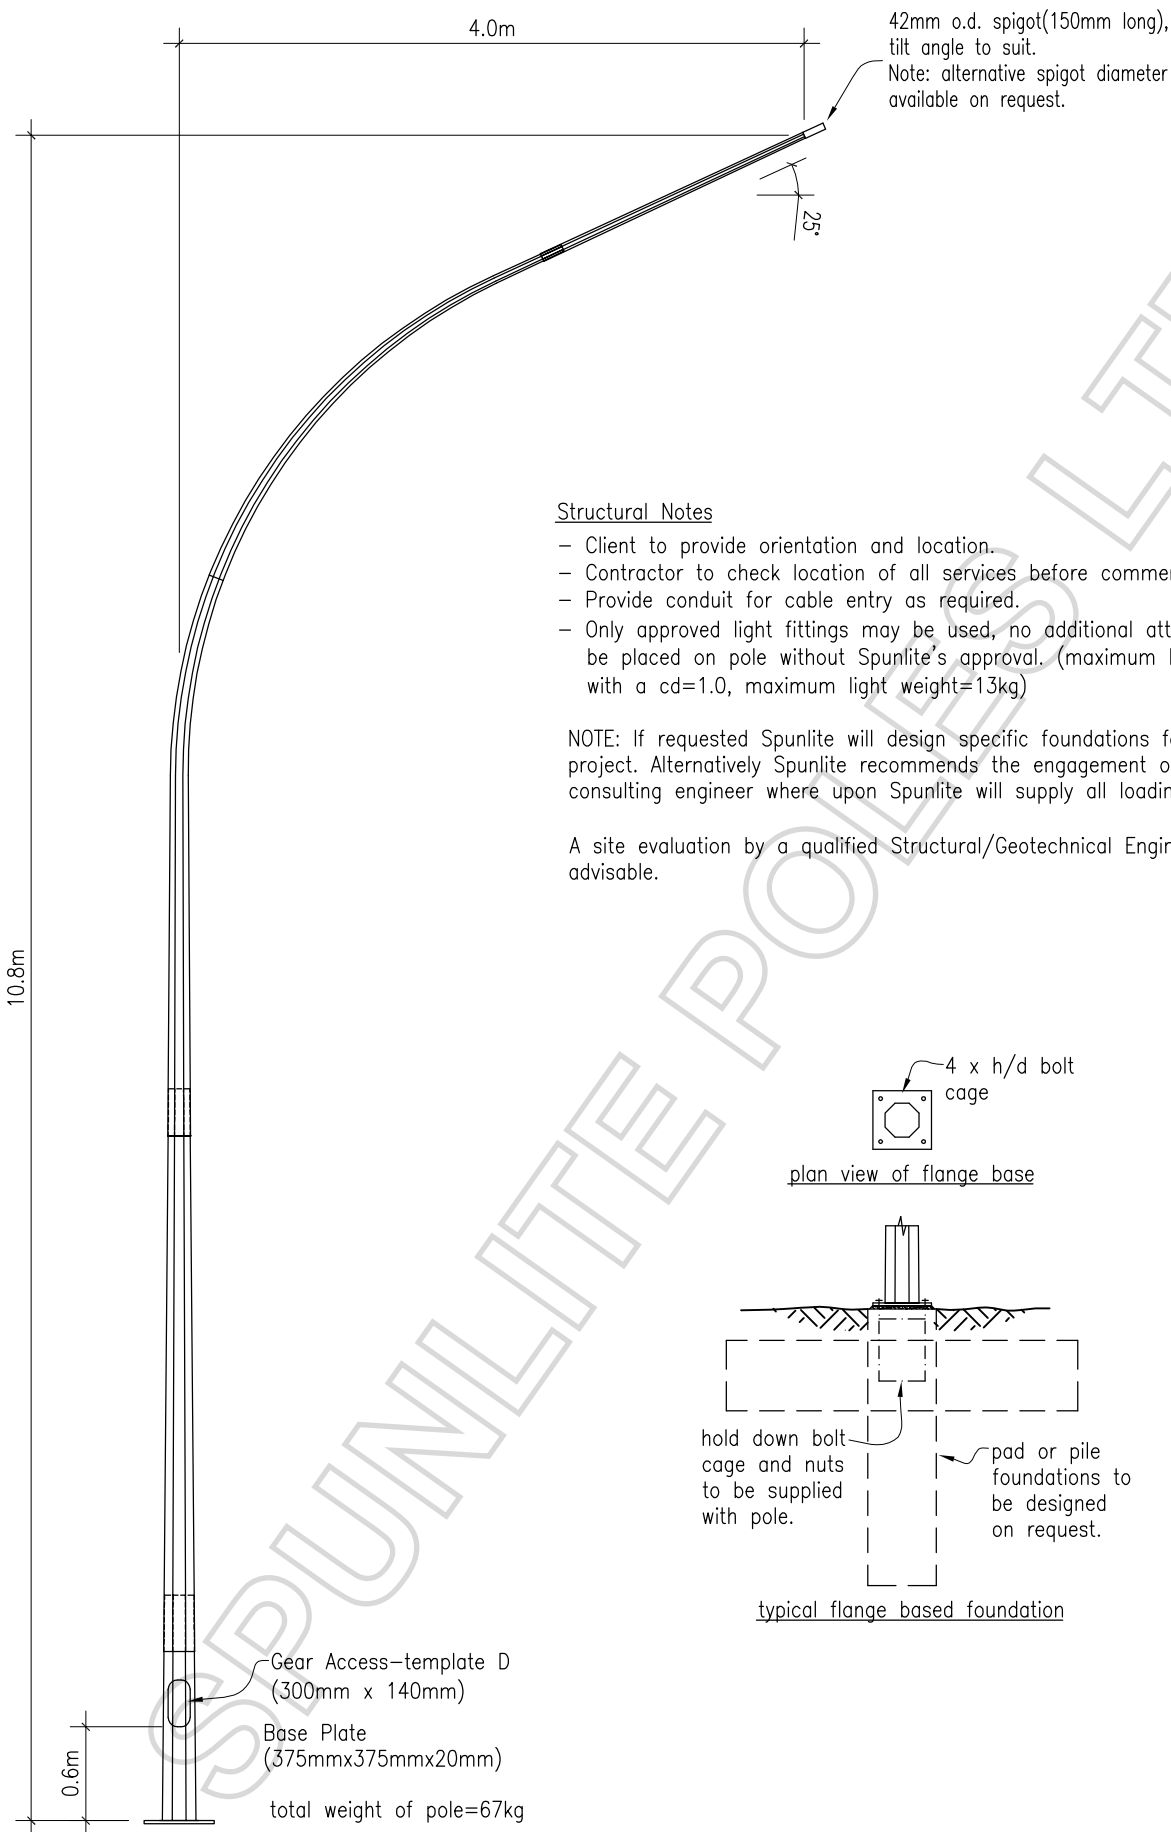 4.0m
42mm o.d. spigot(150mm long),
tilt angle to suit.
Note: alternative spigot diameter
available on request.
25°
Structural Notes
– Client to provide orientation and location.
– Contractor to check location of all services before
– Provide conduit for cable entry as required.
– Only approved light fittings may be used, no additional
be placed on pole without Spunlite's approval. (maximum
with a cd=1.0, maximum light weight=13kg)
NOTE: If requested Spunlite will design specific foundations
project. Alternatively Spunlite recommends the engagement
consulting engineer where upon Spunlite will supply all
A site evaluation by a qualified Structural/Geotechnical
advisable.
10.8m
4 x h/d bolt
cage
plan view of flange base
hold down bolt
cage and nuts
to be supplied
with pole.
pad or pile
foundations to
be designed
on request.
typical flange based foundation
Gear Access–template D
(300mm x 140mm)
Base Plate
(375mmx375mmx20mm)
0.6m
total weight of pole=67kg
SPUNLITE POLES